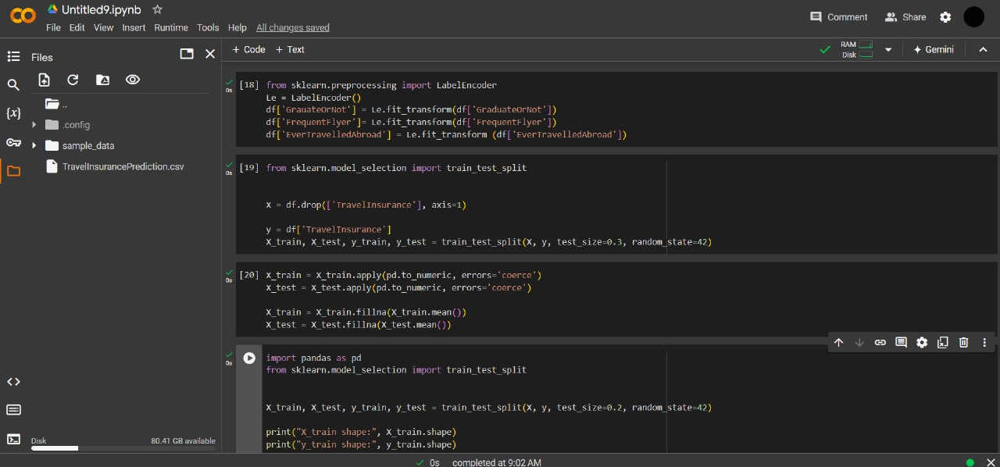 CO Untitled9.ipynb
File Edit View Insert Runtime Tools Help All changes saved
Comment Share
Files
+ Code + Text
RAM
Disk
Gemini
..
.config
sample_data
TravelInsurancePrediction.csv
{x}
Disk 80.41 GB available
0s
[18] from sklearn.preprocessing import LabelEncoder
Le = LabelEncoder()
df['GrauateOrNot'] = Le.fit_transform(df['GraduateOrNot'])
df['FrequentFlyer']= Le.fit_transform(df['FrequentFlyer'])
df['EverTravelledAbroad'] = Le.fit_transform (df['EverTravelledAbroad'])
0s
[19] from sklearn.model_selection import train_test_split
X = df.drop(['TravelInsurance'], axis=1)
y = df['TravelInsurance']
X_train, X_test, y_train, y_test = train_test_split(X, y, test_size=0.3, random_state=42)
0s
[20] X_train = X_train.apply(pd.to_numeric, errors='coerce')
X_test = X_test.apply(pd.to_numeric, errors='coerce')
X_train = X_train.fillna(X_train.mean())
X_test = X_test.fillna(X_test.mean())
0s
import pandas as pd
from sklearn.model_selection import train_test_split
X_train, X_test, y_train, y_test = train_test_split(X, y, test_size=0.2, random_state=42)
print("X_train shape:", X_train.shape)
print("y_train shape:", y_train.shape)
0s completed at 9:02 AM